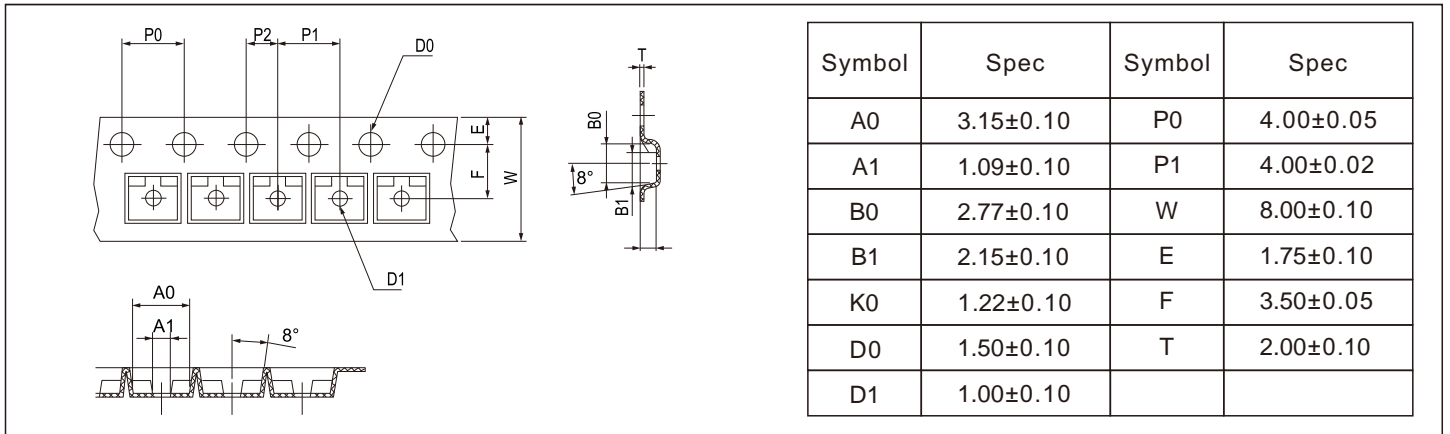 P0 P2 P1 D0
E
F
W
D1
T
B0
8°
B1
A0
A1
8°
Symbol Spec Symbol Spec
A0 3.15±0.10 P0 4.00±0.05
A1 1.09±0.10 P1 4.00±0.02
B0 2.77±0.10 W 8.00±0.10
B1 2.15±0.10 E 1.75±0.10
K0 1.22±0.10 F 3.50±0.05
D0 1.50±0.10 T 2.00±0.10
D1 1.00±0.10